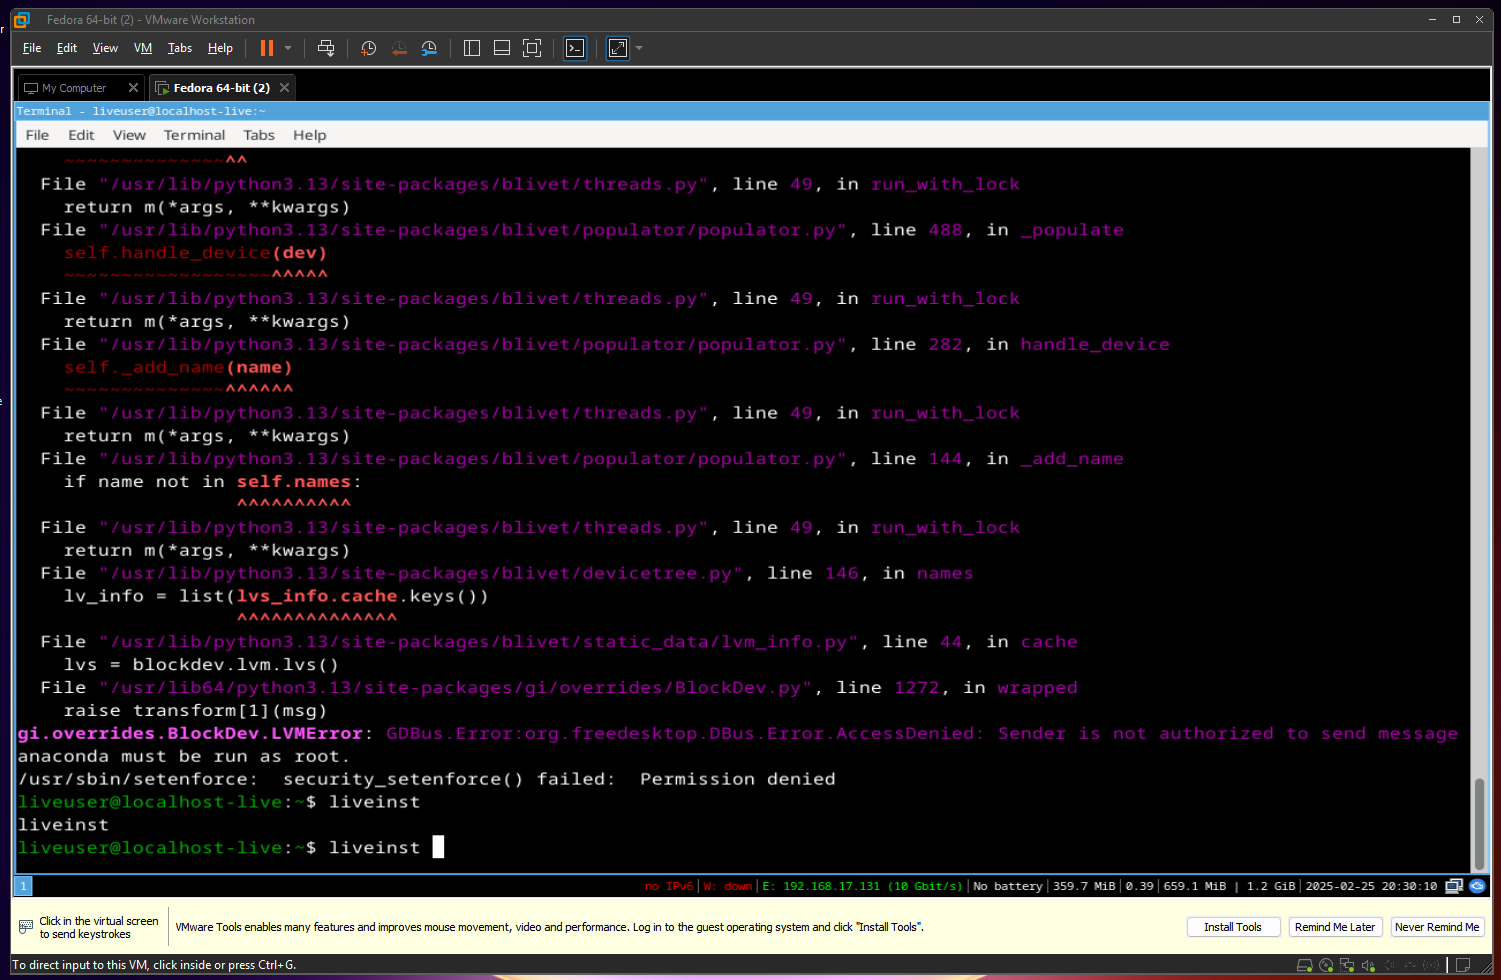 Fedora 64-bit (2) - VMware Workstation
File Edit View VM Tabs Help
My Computer Fedora 64-bit (2)
Terminal - liveuser@localhost-live:~
File Edit View Terminal Tabs Help
~~~~~~~~~~~~~~^^
File "/usr/lib/python3.13/site-packages/blivet/threads.py", line 49, in run_with_lock
return m(*args, **kwargs)
File "/usr/lib/python3.13/site-packages/blivet/populator/populator.py", line 488, in _populate
self.handle_device(dev)
~~~~~~~~~~~~~~~~~~^^^^^
File "/usr/lib/python3.13/site-packages/blivet/threads.py", line 49, in run_with_lock
return m(*args, **kwargs)
File "/usr/lib/python3.13/site-packages/blivet/populator/populator.py", line 282, in handle_device
self._add_name(name)
~~~~~~~~~~~~~~^^^^^^
File "/usr/lib/python3.13/site-packages/blivet/threads.py", line 49, in run_with_lock
return m(*args, **kwargs)
File "/usr/lib/python3.13/site-packages/blivet/populator/populator.py", line 144, in _add_name
if name not in self.names:
^^^^^^^^^^
File "/usr/lib/python3.13/site-packages/blivet/threads.py", line 49, in run_with_lock
return m(*args, **kwargs)
File "/usr/lib/python3.13/site-packages/blivet/devicetree.py", line 146, in names
lv_info = list(lvs_info.cache.keys())
^^^^^^^^^^^^^^
File "/usr/lib/python3.13/site-packages/blivet/static_data/lvm_info.py", line 44, in cache
lvs = blockdev.lvm.lvs()
File "/usr/lib64/python3.13/site-packages/gi/overrides/BlockDev.py", line 1272, in wrapped
raise transform[1](msg)
gi.overrides.BlockDev.LVMError: GDBus.Error:org.freedesktop.DBus.Error.AccessDenied: Sender is not authorized to send message
anaconda must be run as root.
/usr/sbin/setenforce:  security_setenforce() failed:  Permission denied
liveuser@localhost-live:~$ liveinst
liveinst
liveuser@localhost-live:~$ liveinst
1 no IPv6|W: down|E: 192.168.17.131 (10 Gbit/s)|No battery|359.7 MiB|0.39|659.1 MiB | 1.2 GiB|2025-02-25 20:30:10
Click in the virtual screen
to send keystrokes
VMware Tools enables many features and improves mouse movement, video and performance. Log in to the guest operating system and click "Install Tools".
Install Tools Remind Me Later Never Remind Me
To direct input to this VM, click inside or press Ctrl+G.